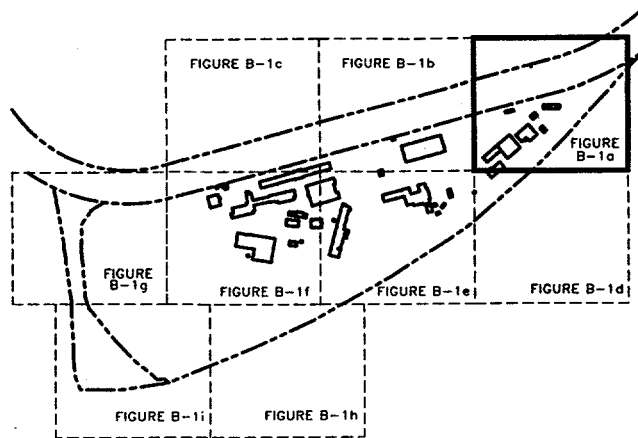 FIGURE B-1c
FIGURE B-1b
FIGURE
B-1a
FIGURE
B-1g
FIGURE B-1f
FIGURE B-1e
FIGURE B-1d
FIGURE B-1i
FIGURE B-1h